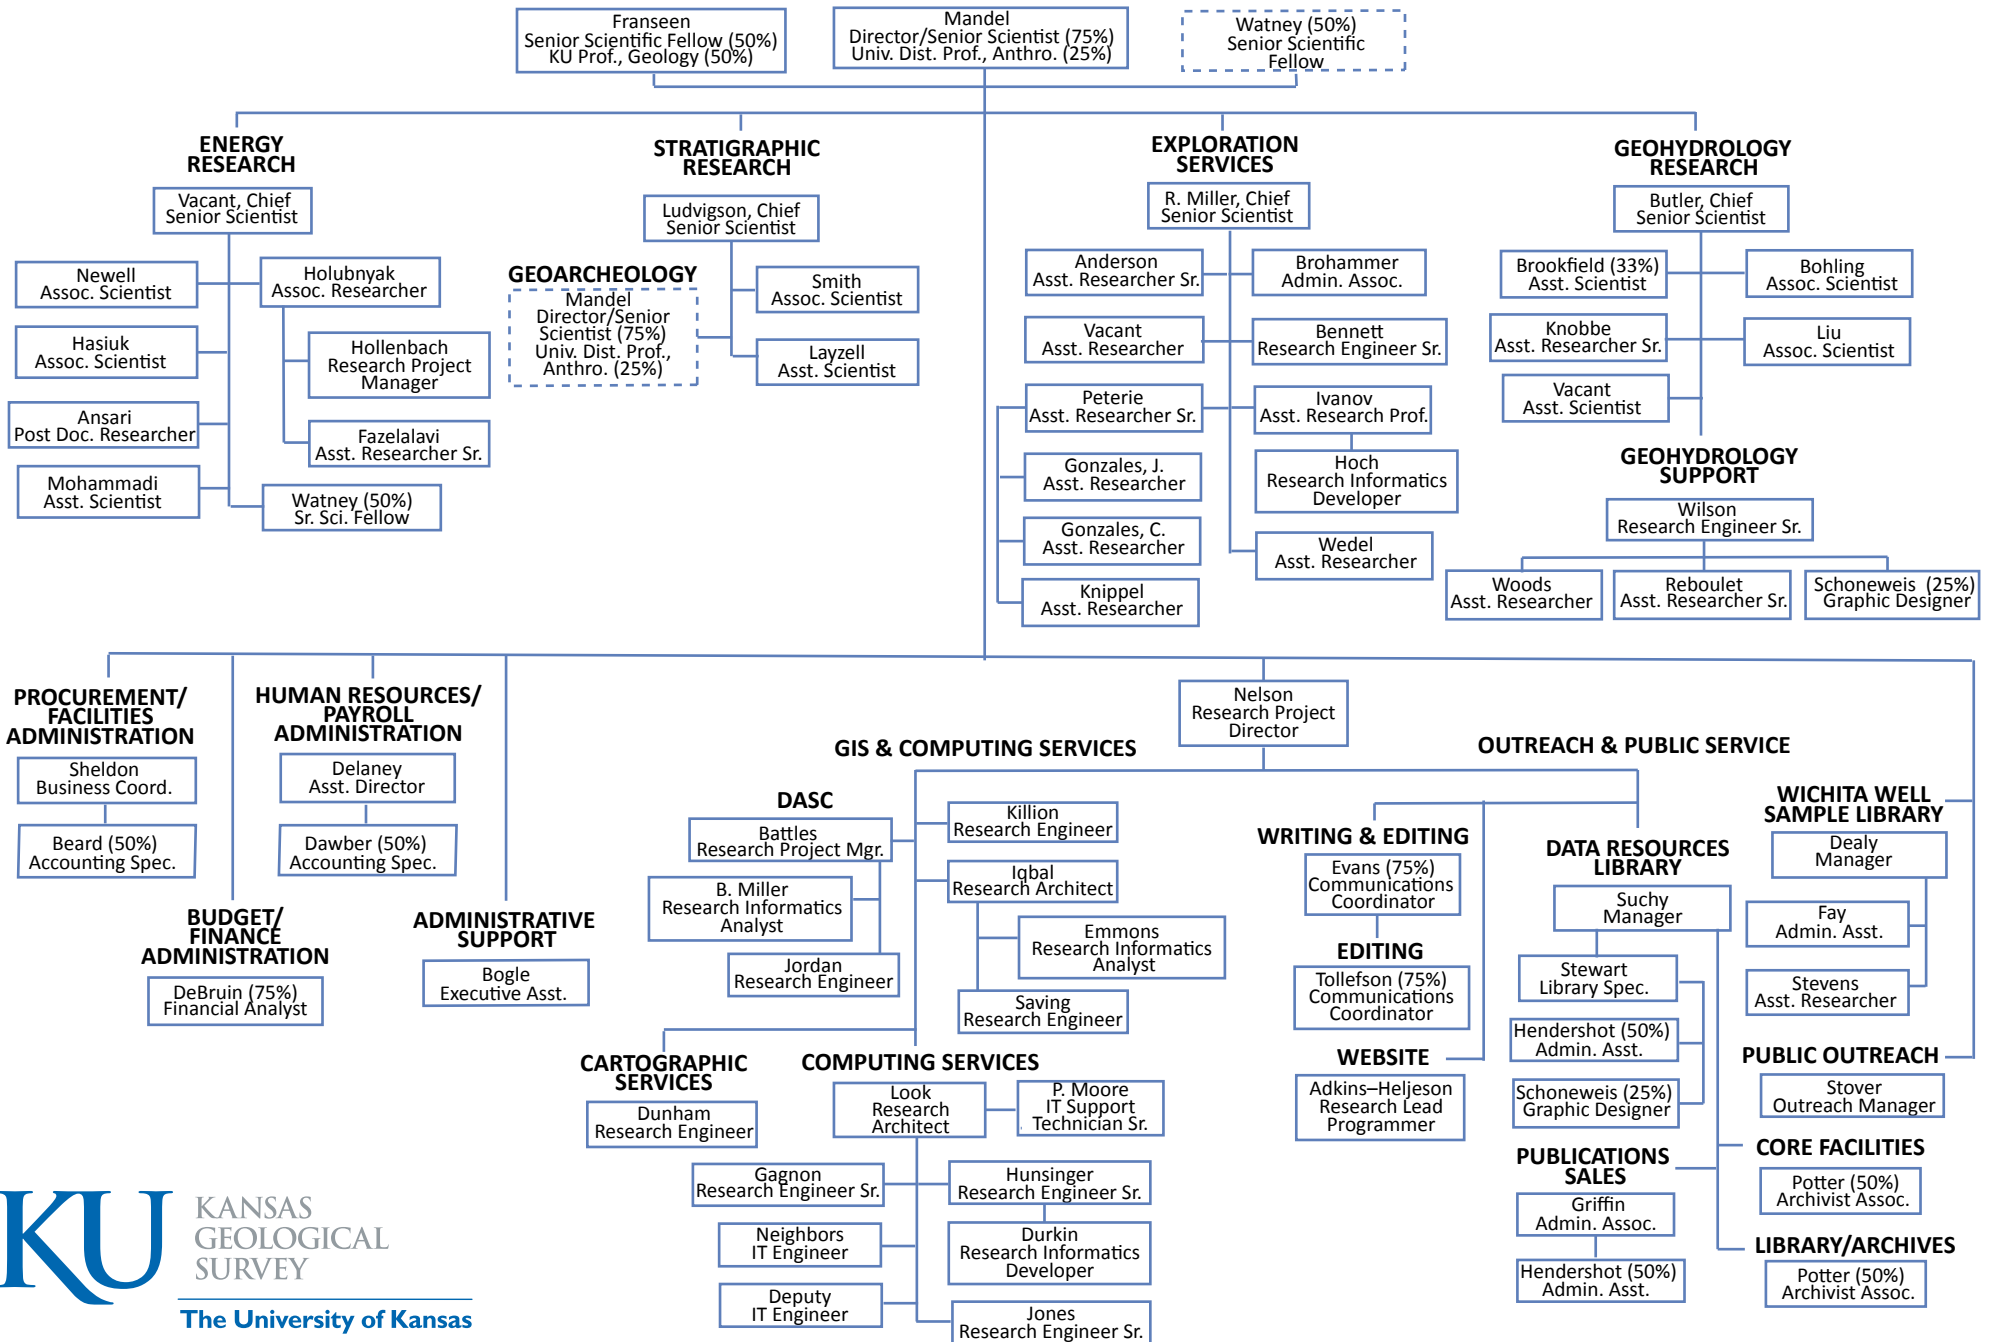 Franseen
Senior Scientific Fellow (50%)
KU Prof., Geology (50%)
Mandel
Director/Senior Scientist (75%)
Univ. Dist. Prof., Anthro. (25%)
Watney (50%)
Senior Scientific
Fellow
ENERGY
RESEARCH
Vacant, Chief
Senior Scientist
Newell
Assoc. Scientist
Holubnyak
Assoc. Researcher
Hasiuk
Assoc. Scientist
Hollenbach
Research Project
Manager
Ansari
Post Doc. Researcher
Fazelalavi
Asst. Researcher Sr.
Mohammadi
Asst. Scientist
Watney (50%)
Sr. Sci. Fellow
STRATIGRAPHIC
RESEARCH
Ludvigson, Chief
Senior Scientist
GEOARCHEOLOGY
Mandel
Director/Senior
Scientist (75%)
Univ. Dist. Prof.,
Anthro. (25%)
Smith
Assoc. Scientist
Layzell
Asst. Scientist
EXPLORATION
SERVICES
R. Miller, Chief
Senior Scientist
Anderson
Asst. Researcher Sr.
Brohammer
Admin. Assoc.
Vacant
Asst. Researcher
Bennett
Research Engineer Sr.
Peterie
Asst. Researcher Sr.
Ivanov
Asst. Research Prof.
Gonzales, J.
Asst. Researcher
Hoch
Research Informatics
Developer
Gonzales, C.
Asst. Researcher
Wedel
Asst. Researcher
Knippel
Asst. Researcher
GEOHYDROLOGY
RESEARCH
Butler, Chief
Senior Scientist
Brookfield (33%)
Asst. Scientist
Bohling
Assoc. Scientist
Knobbe
Asst. Researcher Sr.
Liu
Assoc. Scientist
Vacant
Asst. Scientist
GEOHYDROLOGY
SUPPORT
Wilson
Research Engineer Sr.
Woods
Asst. Researcher
Reboulet
Asst. Researcher Sr.
Schoneweis (25%)
Graphic Designer
PROCUREMENT/
FACILITIES
ADMINISTRATION
Sheldon
Business Coord.
Beard (50%)
Accounting Spec.
BUDGET/
FINANCE
ADMINISTRATION
DeBruin (75%)
Financial Analyst
HUMAN RESOURCES/
PAYROLL
ADMINISTRATION
Delaney
Asst. Director
Dawber (50%)
Accounting Spec.
ADMINISTRATIVE
SUPPORT
Bogle
Executive Asst.
Nelson
Research Project
Director
GIS & COMPUTING SERVICES
DASC
Battles
Research Project Mgr.
B. Miller
Research Informatics
Analyst
Jordan
Research Engineer
Killion
Research Engineer
Iqbal
Research Architect
Emmons
Research Informatics
Analyst
Saving
Research Engineer
CARTOGRAPHIC
SERVICES
Dunham
Research Engineer
COMPUTING SERVICES
Look
Research
Architect
P. Moore
IT Support
Technician Sr.
Gagnon
Research Engineer Sr.
Hunsinger
Research Engineer Sr.
Neighbors
IT Engineer
Durkin
Research Informatics
Developer
Deputy
IT Engineer
Jones
Research Engineer Sr.
OUTREACH & PUBLIC SERVICE
WRITING & EDITING
Evans (75%)
Communications
Coordinator
EDITING
Tollefson (75%)
Communications
Coordinator
WEBSITE
Adkins–Heljeson
Research Lead
Programmer
DATA RESOURCES
LIBRARY
Suchy
Manager
Stewart
Library Spec.
Hendershot (50%)
Admin. Asst.
Schoneweis (25%)
Graphic Designer
PUBLICATIONS
SALES
Griffin
Admin. Assoc.
Hendershot (50%)
Admin. Asst.
WICHITA WELL
SAMPLE LIBRARY
Dealy
Manager
Fay
Admin. Asst.
Stevens
Asst. Researcher
PUBLIC OUTREACH
Stover
Outreach Manager
CORE FACILITIES
Potter (50%)
Archivist Assoc.
LIBRARY/ARCHIVES
Potter (50%)
Archivist Assoc.
KU
KANSAS
GEOLOGICAL
SURVEY
The University of Kansas